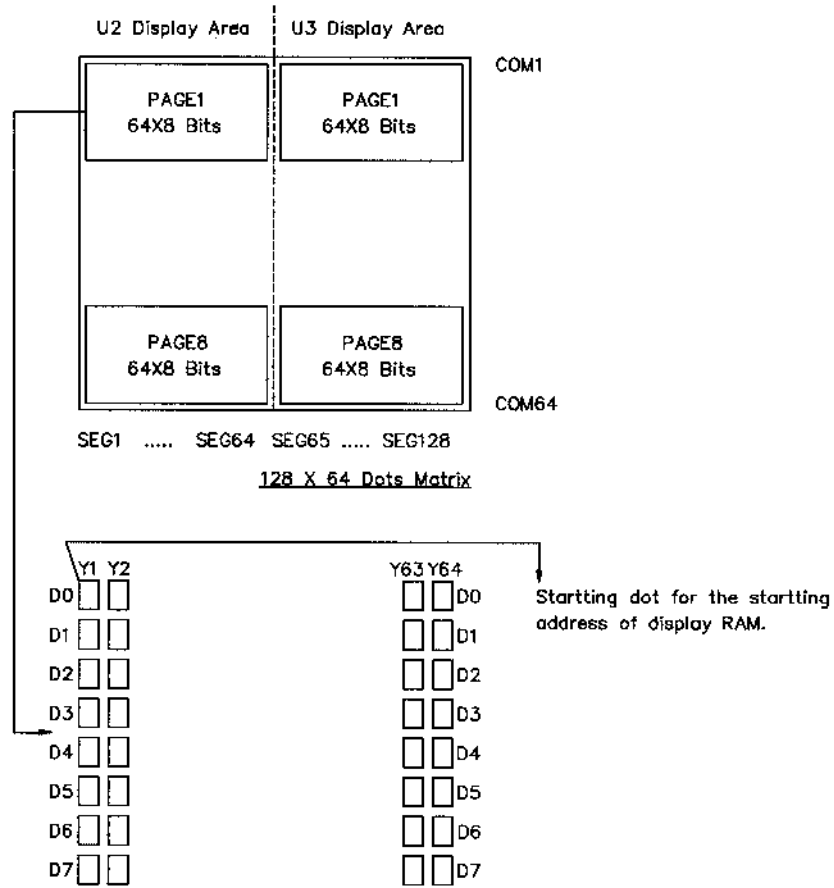 U2 Display Area U3 Display Area
COM1
PAGE1 PAGE1
64X8 Bits 64X8 Bits
PAGE8 PAGE8
64X8 Bits 64X8 Bits
COM64
SEG1 ..... SEG64 SEG65 ..... SEG128
128 X 64 Dots Matrix
Y1 Y2 Y63 Y64
D0 D0 Startting dot for the startting
D1 D1 address of display RAM.
D2 D2
D3 D3
D4 D4
D5 D5
D6 D6
D7 D7